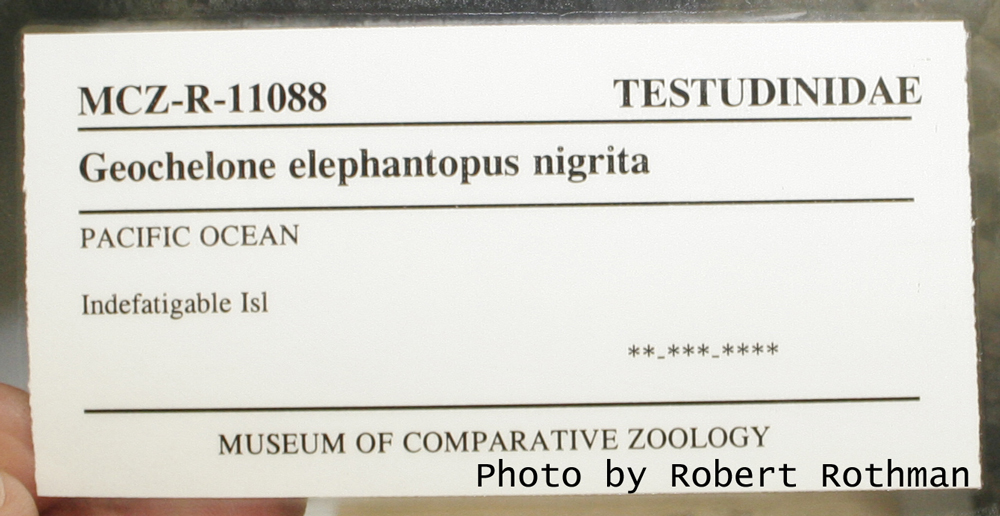 MCZ-R-11088 TESTUDINIDAE
Geochelone elephantopus nigrita
PACIFIC OCEAN
Indefatigable Isl
**-***-****
MUSEUM OF COMPARATIVE ZOOLOGY
Photo by Robert Rothman